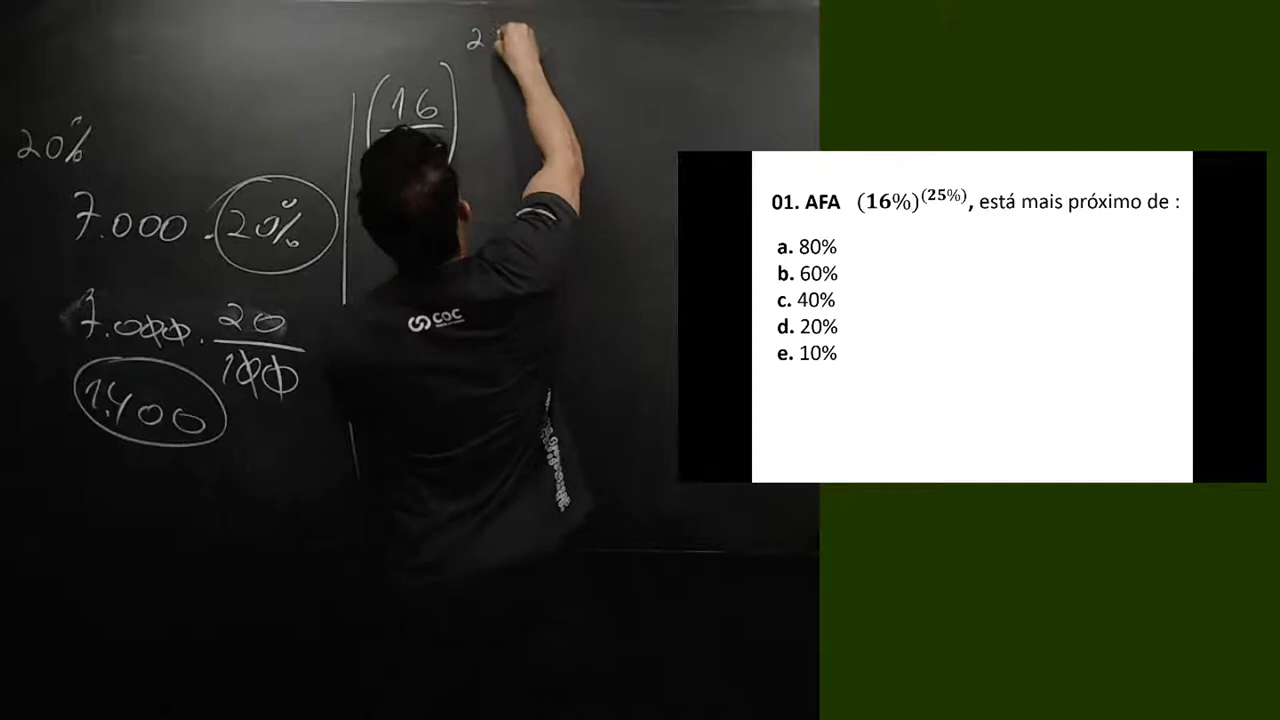 20%
7.000 . 20%
7.000 . 20
100
1.400
(16)
2
COC
01. AFA (16%)^(25%), está mais próximo de :
a. 80%
b. 60%
c. 40%
d. 20%
e. 10%